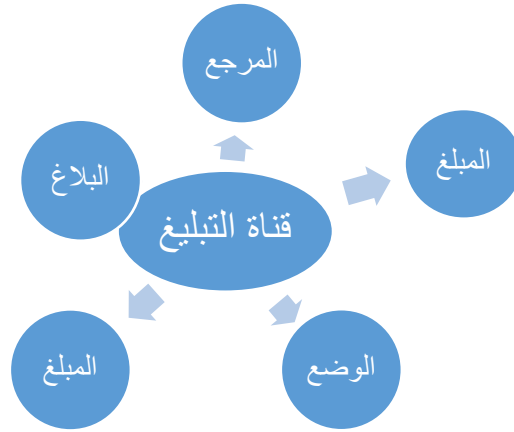 المرجع
المبلغ
البلاغ
قناة التبليغ
المبلغ
الوضع